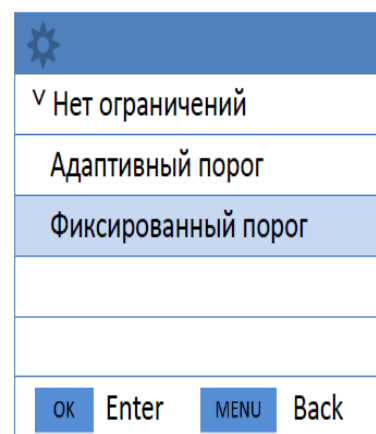 ˅ Нет ограничений
Адаптивный порог
Фиксированный порог
OK Enter MENU Back